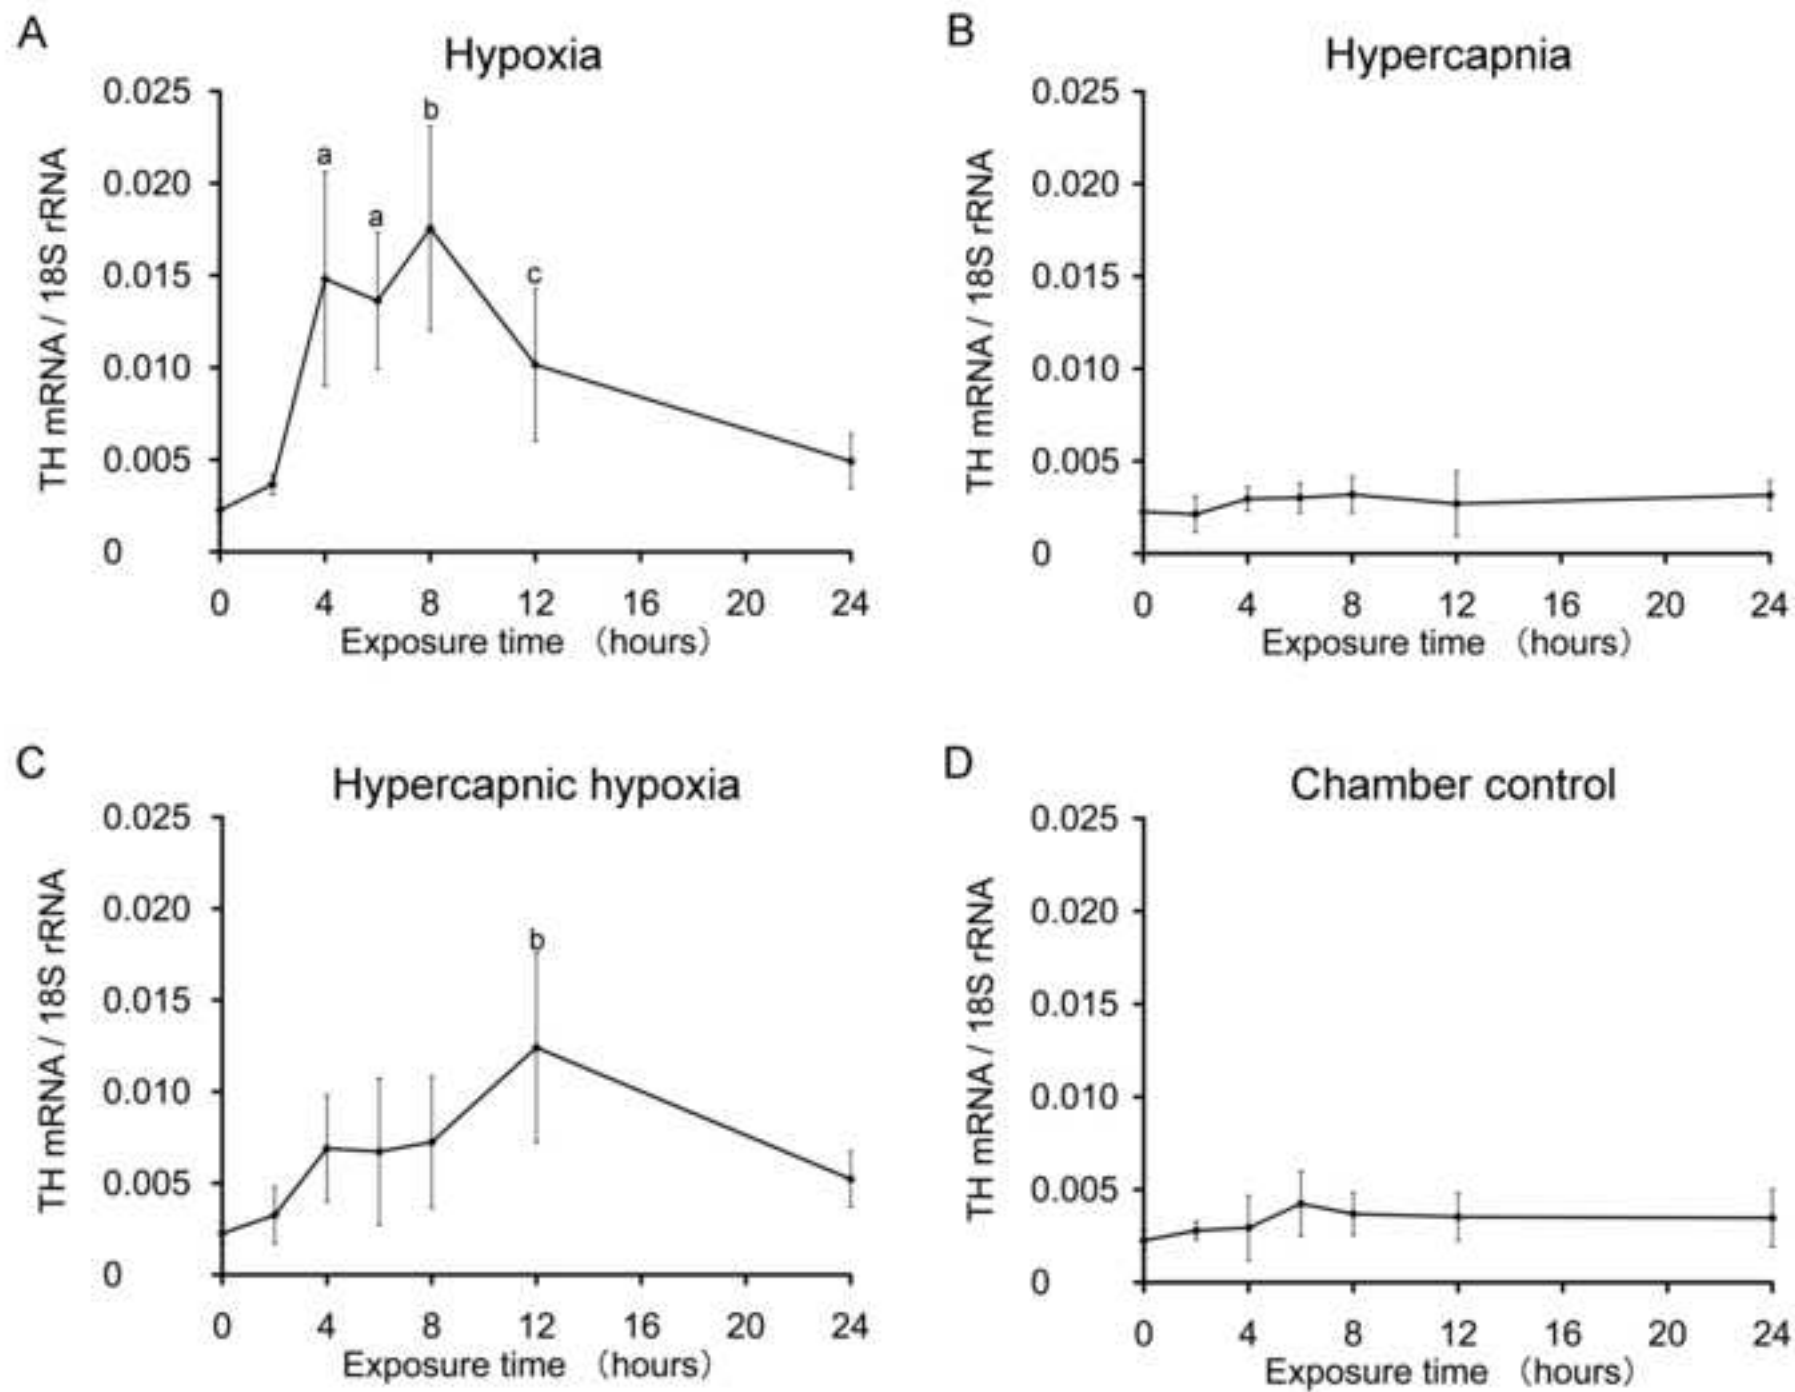 A
Hypoxia
TH mRNA / 18S rRNA
0.025
0.020
0.015
0.010
0.005
0
a
a
b
c
0 4 8 12 16 20 24
Exposure time （hours）
B
Hypercapnia
TH mRNA / 18S rRNA
0.025
0.020
0.015
0.010
0.005
0
0 4 8 12 16 20 24
Exposure time （hours）
C
Hypercapnic hypoxia
TH mRNA / 18S rRNA
0.025
0.020
0.015
0.010
0.005
0
b
0 4 8 12 16 20 24
Exposure time （hours）
D
Chamber control
TH mRNA / 18S rRNA
0.025
0.020
0.015
0.010
0.005
0
0 4 8 12 16 20 24
Exposure time （hours）